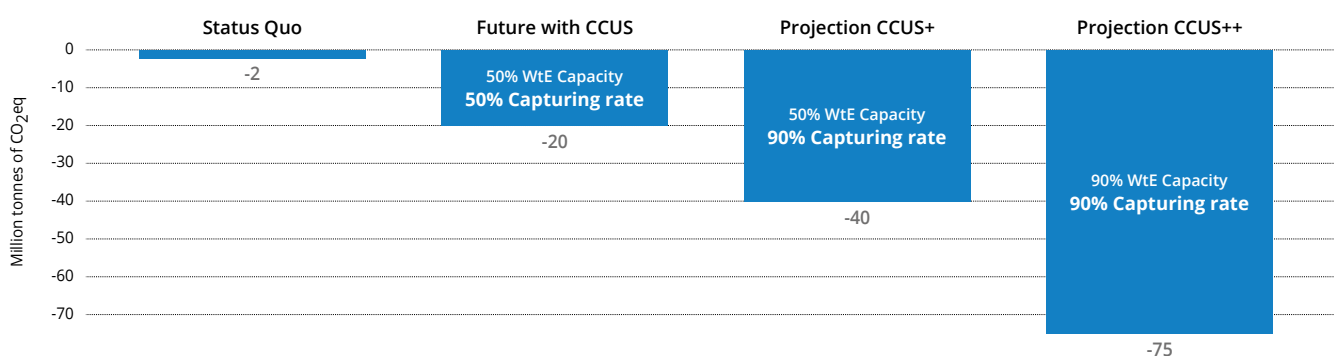 Status Quo
Future with CCUS
Projection CCUS+
Projection CCUS++
Million tonnes of CO2eq
0
-10
-20
-30
-40
-50
-60
-70
-2
50% WtE Capacity
50% Capturing rate
-20
50% WtE Capacity
90% Capturing rate
-40
90% WtE Capacity
90% Capturing rate
-75